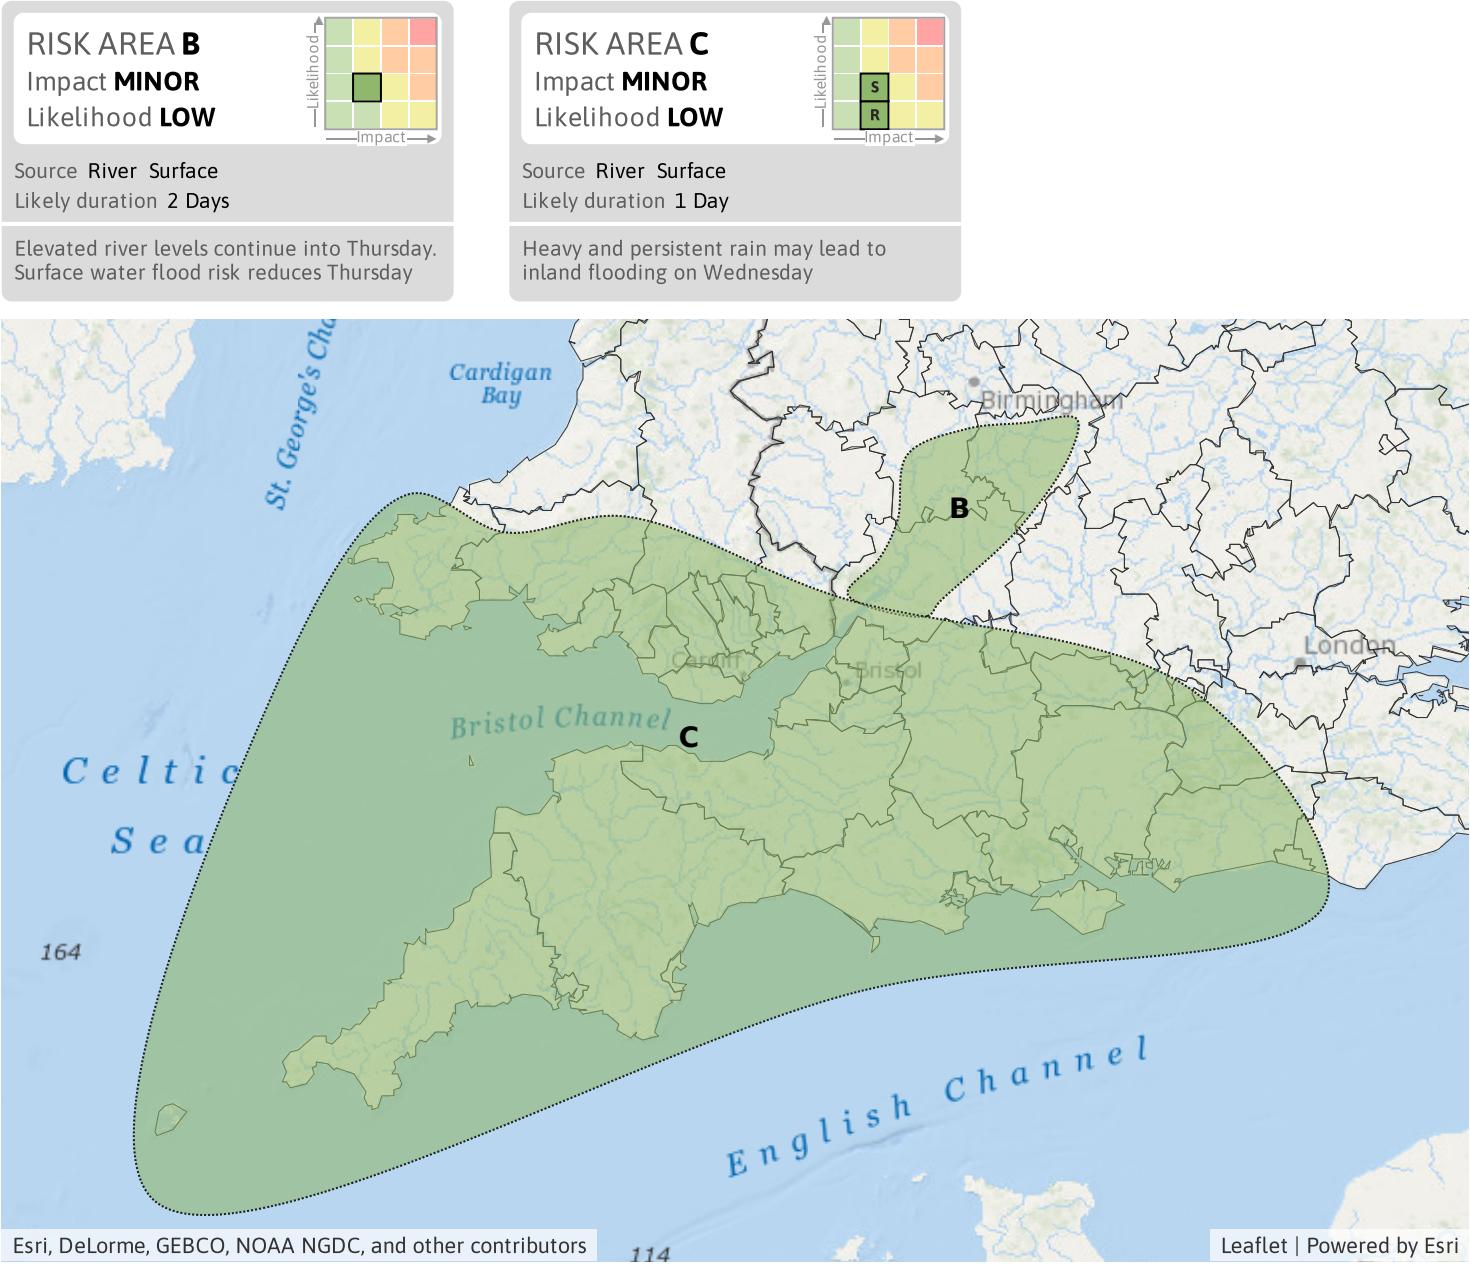 RISK AREA B
Impact MINOR
Likelihood LOW
Likelihood
Impact
Source River Surface
Likely duration 2 Days
Elevated river levels continue into Thursday.
Surface water flood risk reduces Thursday
RISK AREA C
Impact MINOR
Likelihood LOW
Likelihood
S
R
Impact
Source River Surface
Likely duration 1 Day
Heavy and persistent rain may lead to
inland flooding on Wednesday
St. George's Cha
Cardigan
Bay
Birmingham
B
London
Cardiff
Bristol
Bristol Channel
C
Celtic
Sea
164
English Channel
114
Esri, DeLorme, GEBCO, NOAA NGDC, and other contributors
Leaflet | Powered by Esri